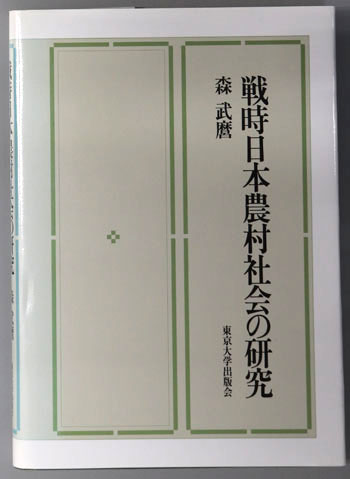 戦時日本農村社会の研究
森 武麿
東京大学出版会